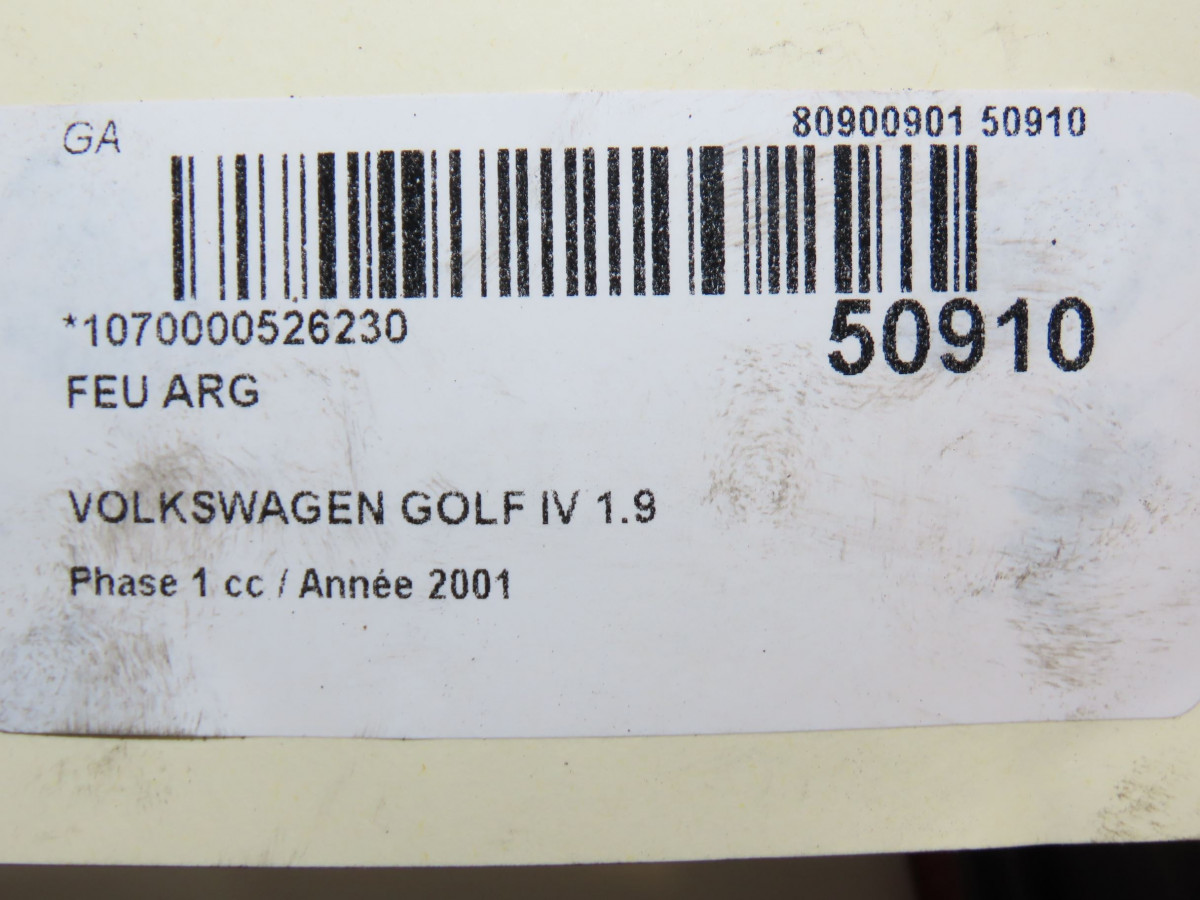 GA
80900901 50910
*1070000526230
50910
FEU ARG
VOLKSWAGEN GOLF IV 1.9
Phase 1 cc / Année 2001